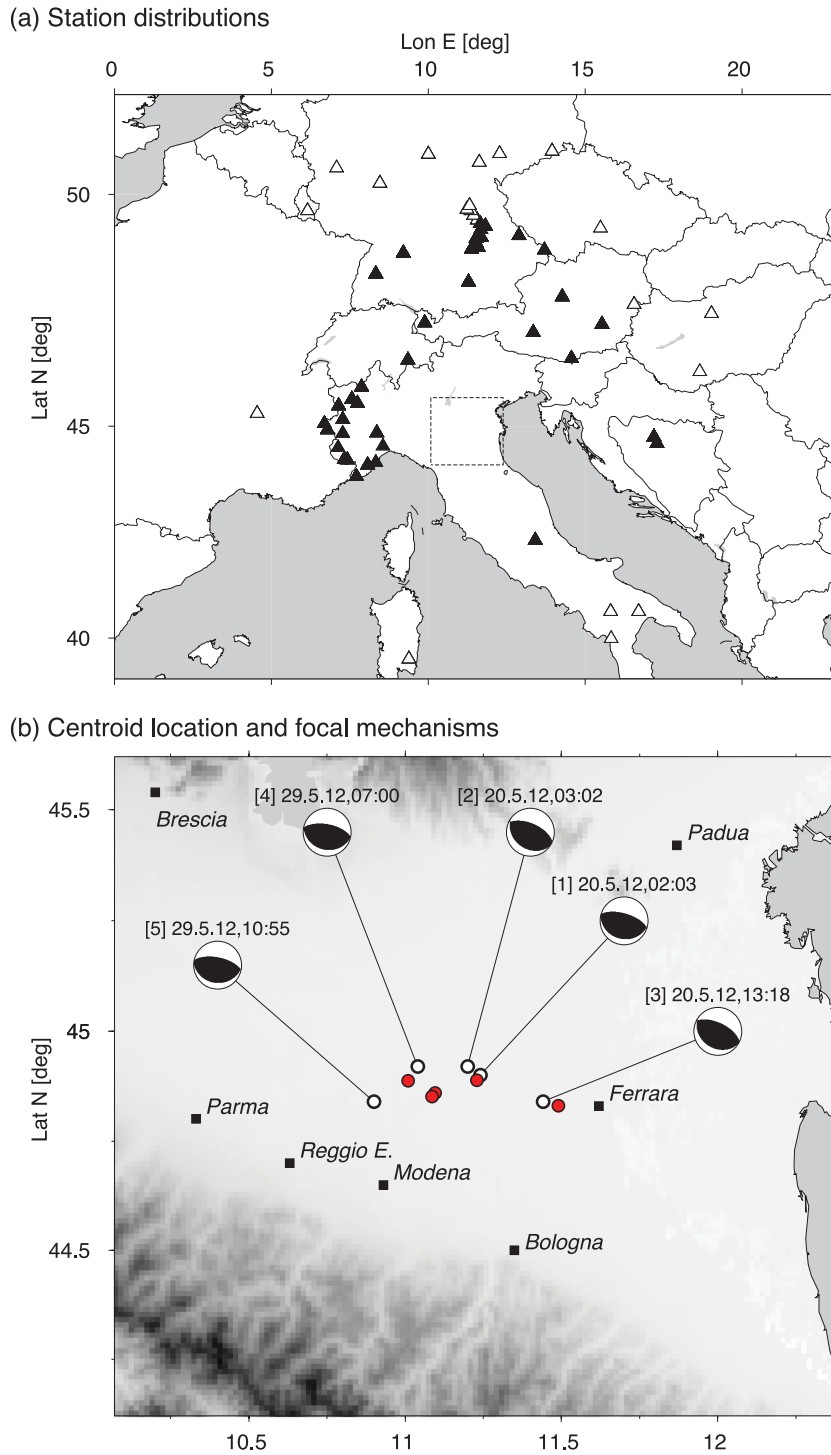 (a) Station distributions
Lon E [deg]
0 5 10 15 20
50
45
40
Lat N [deg]
(b) Centroid location and focal mechanisms
[4] 29.5.12,07:00 [2] 20.5.12,03:02
45.5
Brescia
Padua
[1] 20.5.12,02:03
[5] 29.5.12,10:55
[3] 20.5.12,13:18
45
Lat N [deg]
Ferrara
Parma
Reggio E.
Modena
44.5
Bologna
10.5 11 11.5 12